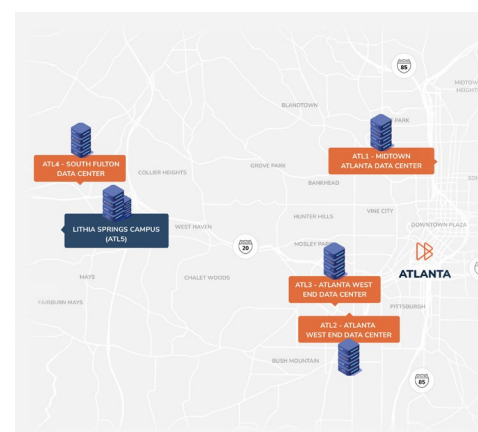 85
MIDTOW
HEIGHT
BLANDTOWN
PARK
ATL4 - SOUTH FULTON
DATA CENTER
COLLIER HEIGHTS
GROVE PARK
ATL1 - MIDTOWN
ATLANTA DATA CENTER
BANKHEAD
LITHIA SPRINGS CAMPUS
(ATL5)
WEST HAVEN
HUNTER HILLS
VINE CITY
DOWNTOWN PLAZA
20
MOSLEY PARK
ATLANTA
MAYS
CHALET WOODS
ATL3 - ATLANTA WEST
END DATA CENTER
FAIRBURN MAYS
PITTSBURGH
ATL2 - ATLANTA
WEST END DATA CENTER
BUSH MOUNTAIN
85